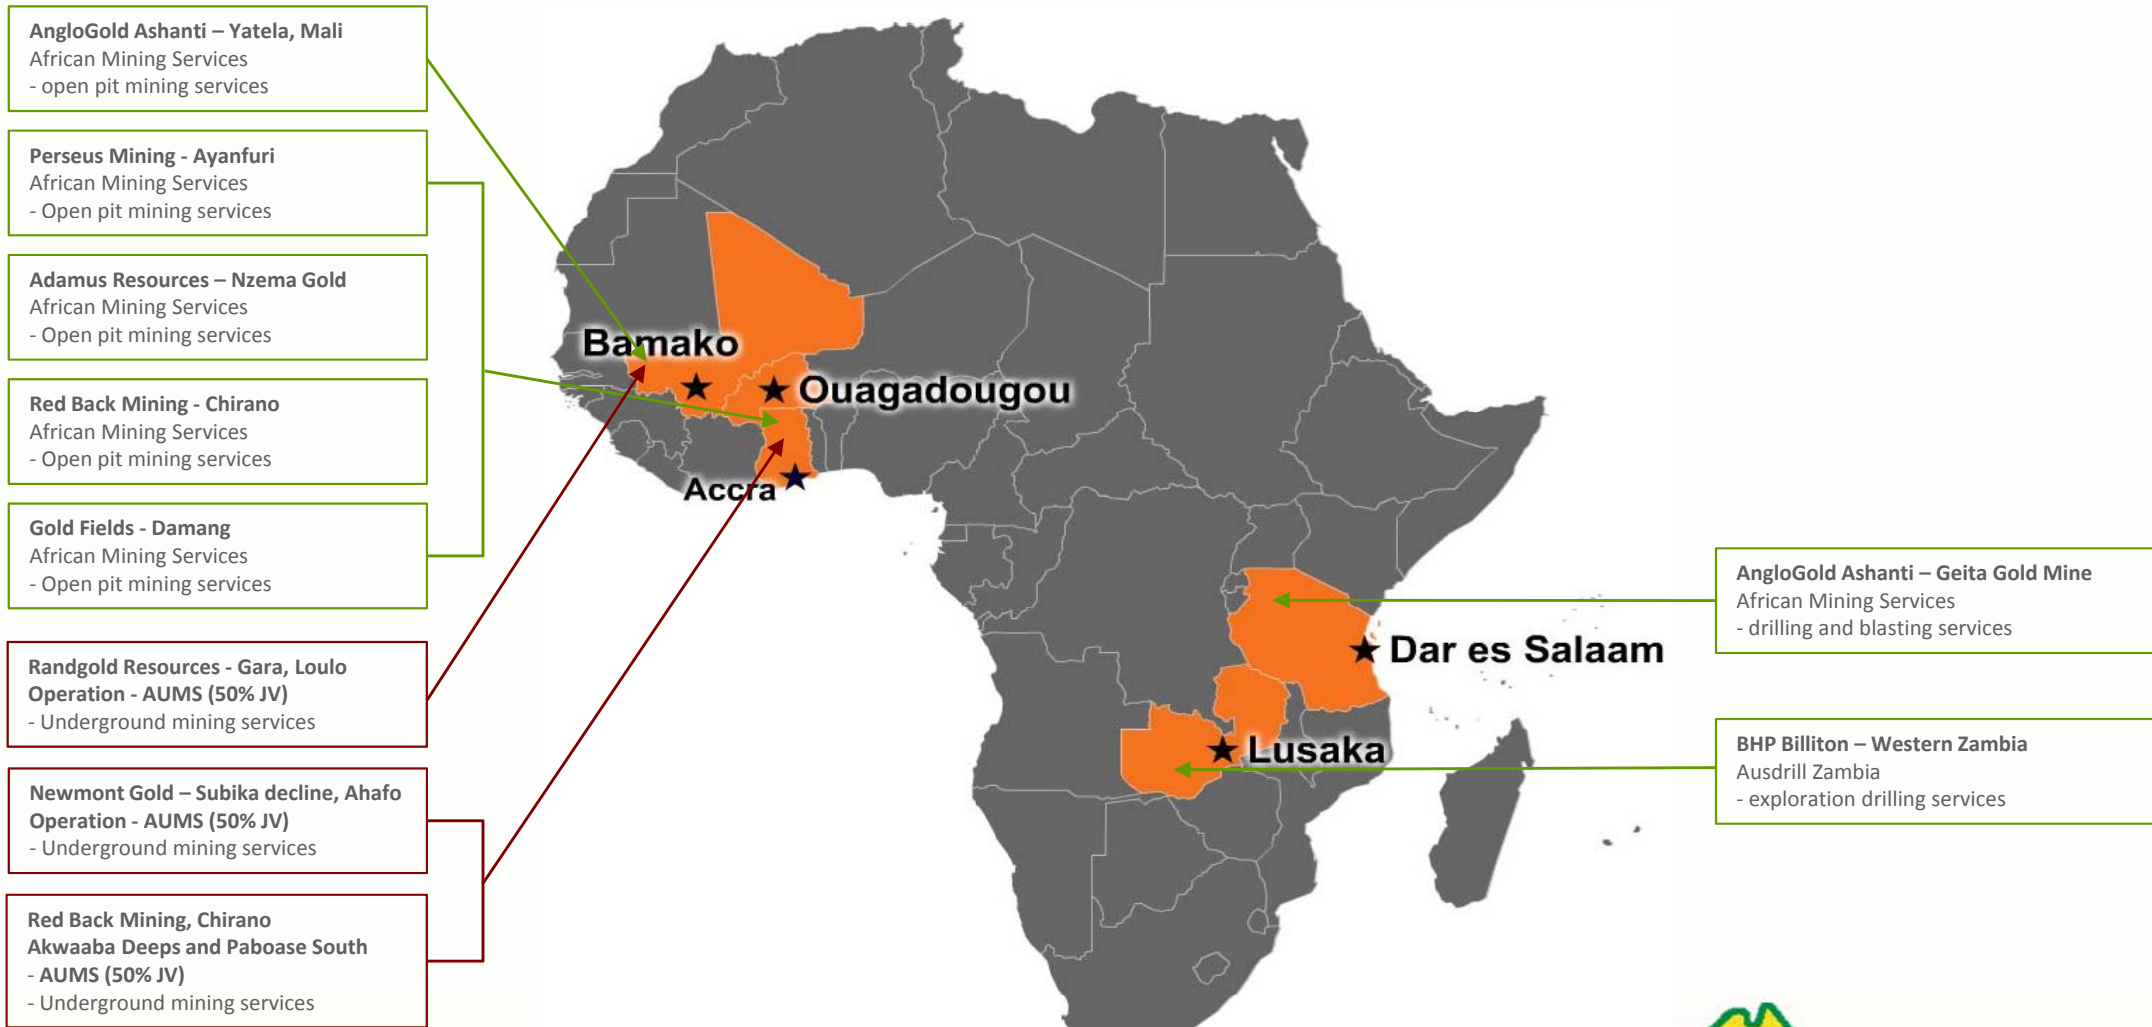 AngloGold Ashanti – Yatela, Mali
African Mining Services
- open pit mining services
Perseus Mining - Ayanfuri
African Mining Services
- Open pit mining services
Adamus Resources – Nzema Gold
African Mining Services
- Open pit mining services
Red Back Mining - Chirano
African Mining Services
- Open pit mining services
Gold Fields - Damang
African Mining Services
- Open pit mining services
Randgold Resources - Gara, Loulo
Operation - AUMS (50% JV)
- Underground mining services
Newmont Gold – Subika decline, Ahafo
Operation - AUMS (50% JV)
- Underground mining services
Red Back Mining, Chirano
Akwaaba Deeps and Paboase South
- AUMS (50% JV)
- Underground mining services
Bamako
Ouagadougou
Accra
Dar es Salaam
Lusaka
AngloGold Ashanti – Geita Gold Mine
African Mining Services
- drilling and blasting services
BHP Billiton – Western Zambia
Ausdrill Zambia
- exploration drilling services